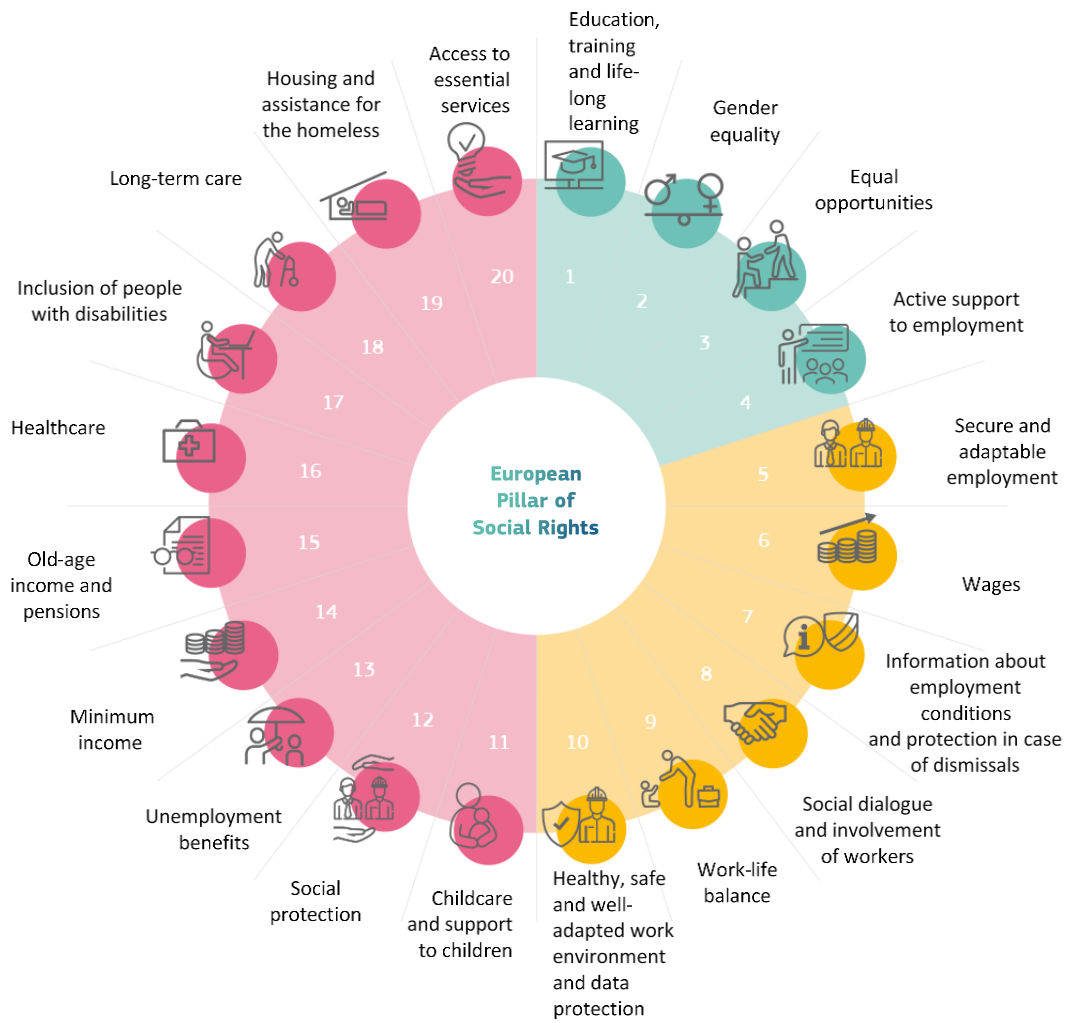 Education,
training
and life-
long
learning
Gender
equality
Equal
opportunities
Active support
to employment
Secure and
adaptable
employment
Wages
Information about
employment
conditions
and protection in case
of dismissals
Social dialogue
and involvement
of workers
Work-life
balance
Healthy, safe
and well-
adapted work
environment
and data
protection
Childcare
and support
to children
Social
protection
Unemployment
benefits
Minimum
income
Old-age
income and
pensions
Healthcare
Inclusion of people
with disabilities
Long-term care
Housing and
assistance for
the homeless
Access to
essential
services
1
2
3
4
5
6
7
8
9
10
11
12
13
14
15
16
17
18
19
20
European
Pillar of
Social Rights
i